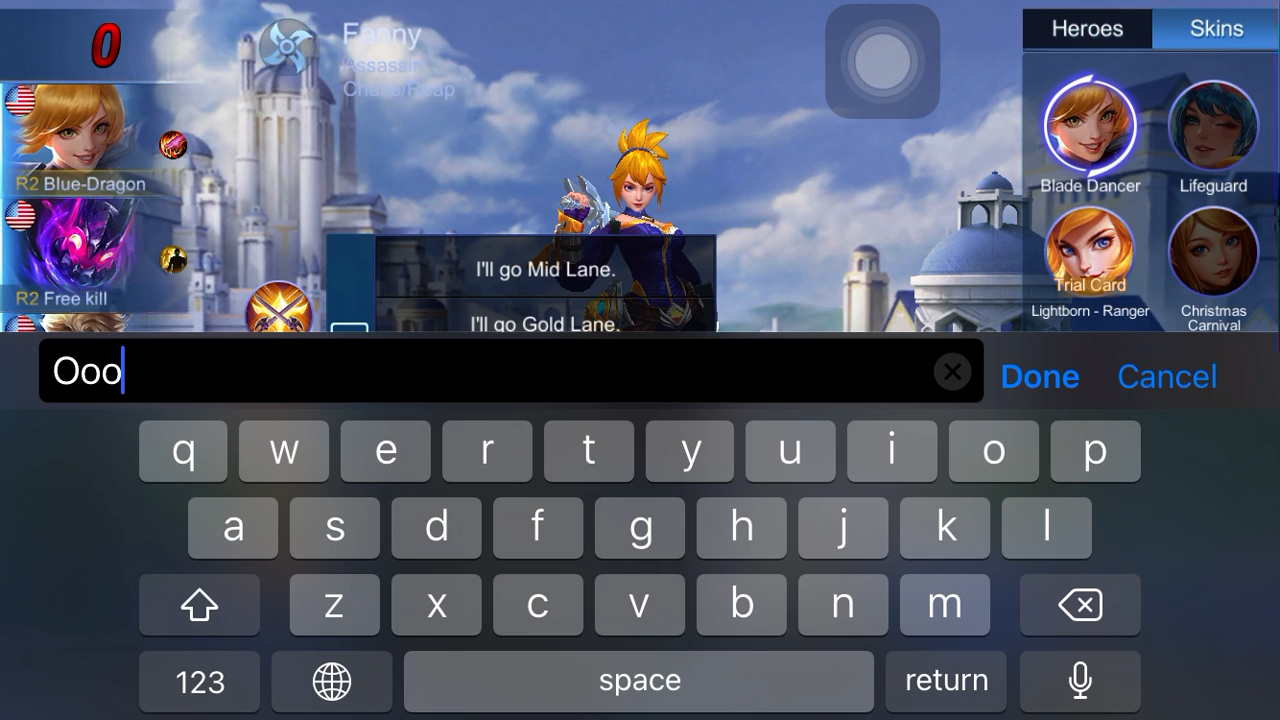 0
Fanny
Assassin
Chase/Reap
Heroes
Skins
R2 Blue-Dragon
R2 Free kill
Blade Dancer
Lifeguard
Trial Card
Lightborn - Ranger
Christmas
Carnival
I'll go Mid Lane.
I'll go Gold Lane.
Ooo
Done
Cancel
q w e r t y u i o p
a s d f g h j k l
z x c v b n m
123
space
return